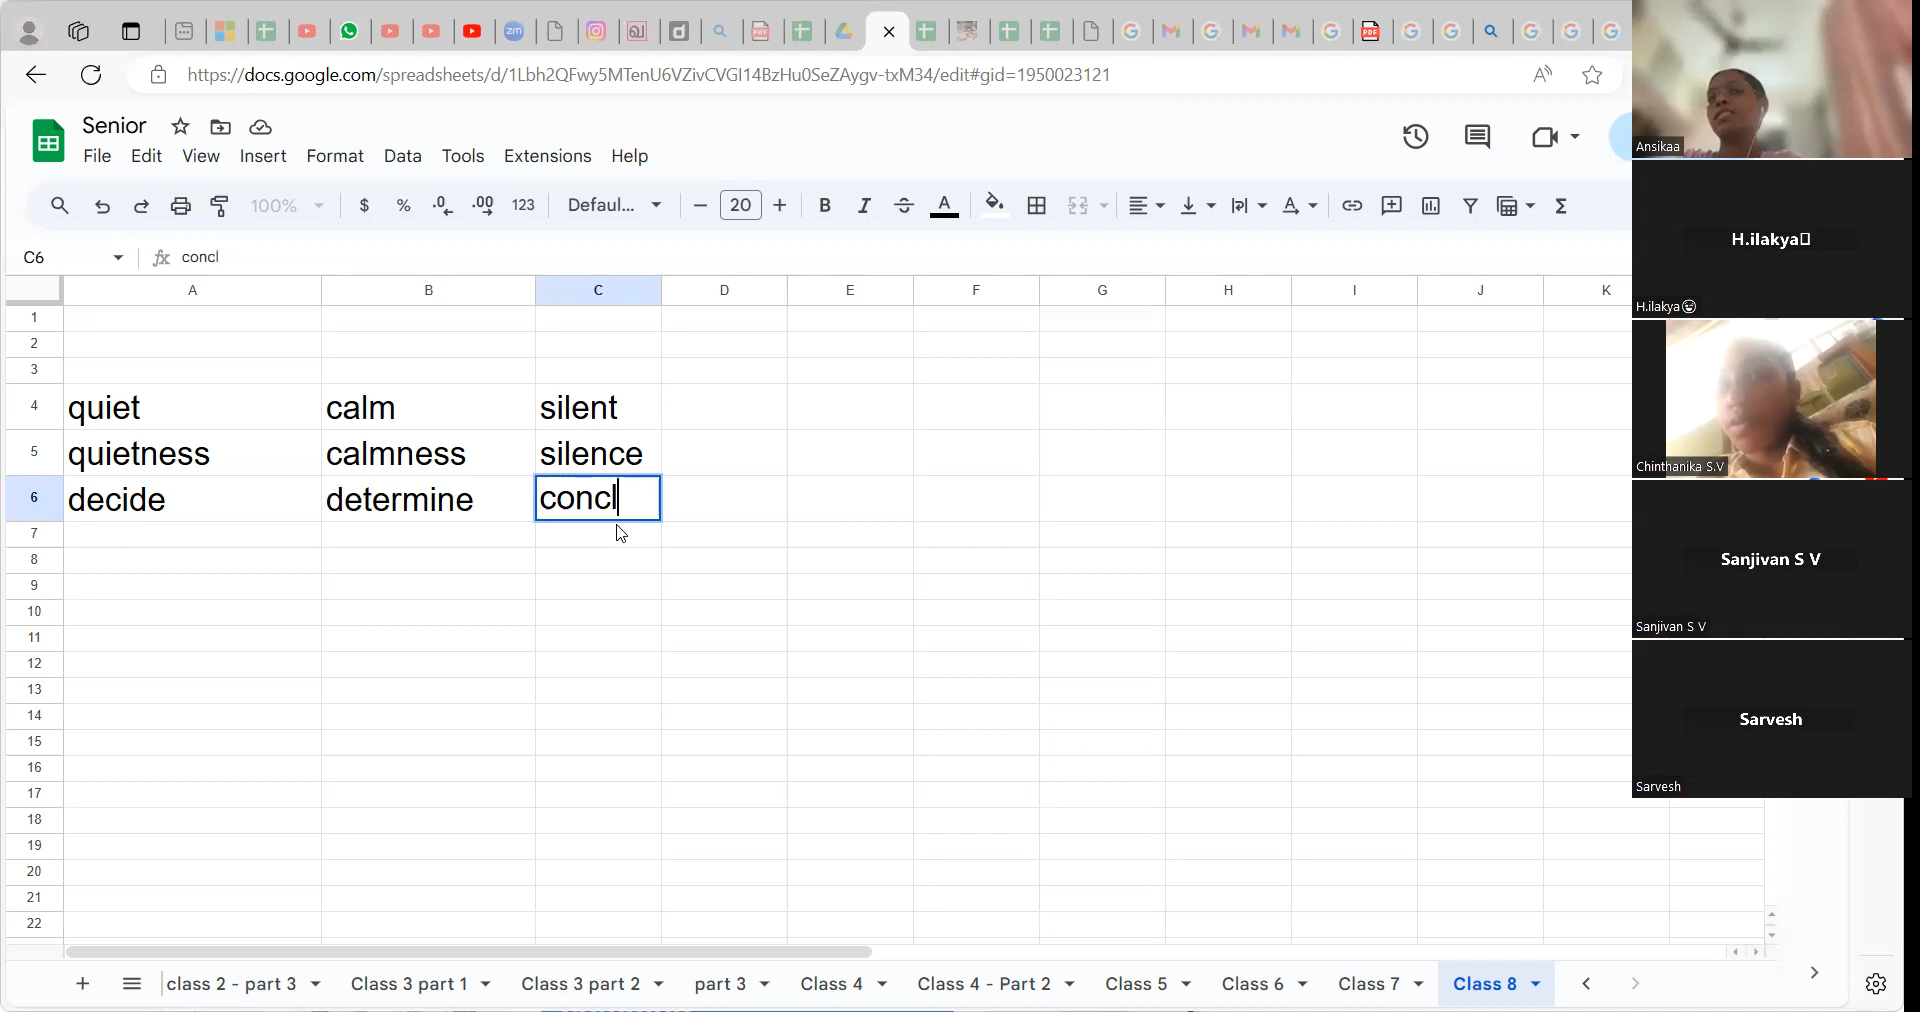 https://docs.google.com/spreadsheets/d/1Lbh2QFwy5MTenU6VZivCVGI14BzHu0SeZAygv-txM34/edit#gid=1950023121
Senior
File Edit View Insert Format Data Tools Extensions Help
100% $ % .0 .00 123 Defaul... 20 B I A
C6 fx concl
A B C D E F G H I J K
1
2
3
4 quiet calm silent
5 quietness calmness silence
6 decide determine concl
7
8
9
10
11
12
13
14
15
16
17
18
19
20
21
22
class 2 - part 3 Class 3 part 1 Class 3 part 2 part 3 Class 4 Class 4 - Part 2 Class 5 Class 6 Class 7 Class 8
Ansikaa
H.ilakya
H.ilakya😀
Chinthanika S.V
Sanjivan S V
Sanjivan S V
Sarvesh
Sarvesh